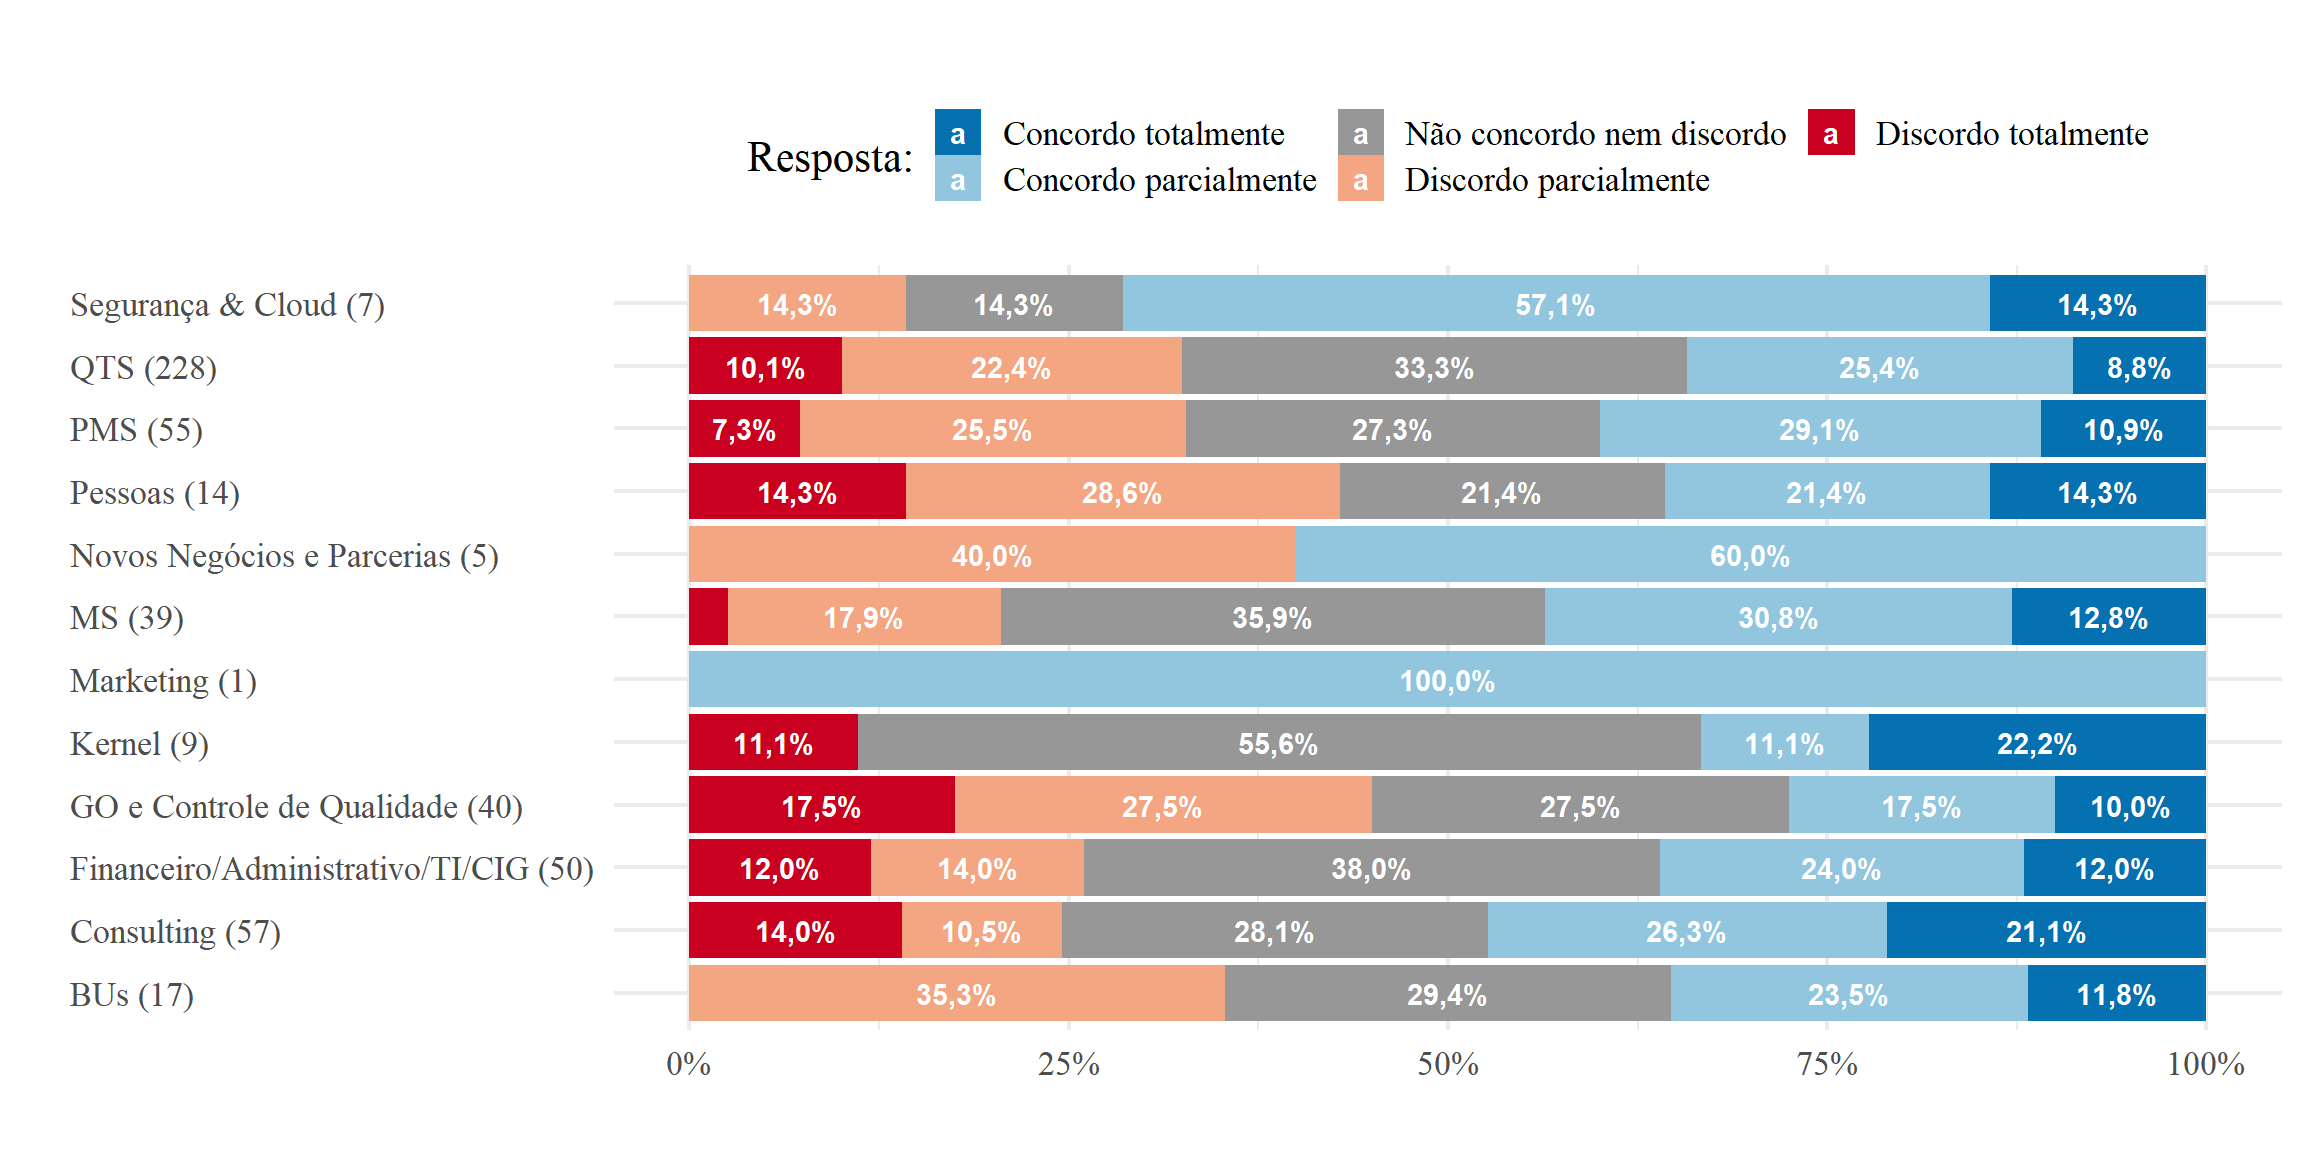 Resposta:
a Concordo totalmente a Não concordo nem discordo a Discordo totalmente
a Concordo parcialmente a Discordo parcialmente
Segurança & Cloud (7) 14,3% 14,3% 57,1% 14,3%
QTS (228) 10,1% 22,4% 33,3% 25,4% 8,8%
PMS (55) 7,3% 25,5% 27,3% 29,1% 10,9%
Pessoas (14) 14,3% 28,6% 21,4% 21,4% 14,3%
Novos Negócios e Parcerias (5) 40,0% 60,0%
MS (39) 17,9% 35,9% 30,8% 12,8%
Marketing (1) 100,0%
Kernel (9) 11,1% 55,6% 11,1% 22,2%
GO e Controle de Qualidade (40) 17,5% 27,5% 27,5% 17,5% 10,0%
Financeiro/Administrativo/TI/CIG (50) 12,0% 14,0% 38,0% 24,0% 12,0%
Consulting (57) 14,0% 10,5% 28,1% 26,3% 21,1%
BUs (17) 35,3% 29,4% 23,5% 11,8%
0% 25% 50% 75% 100%